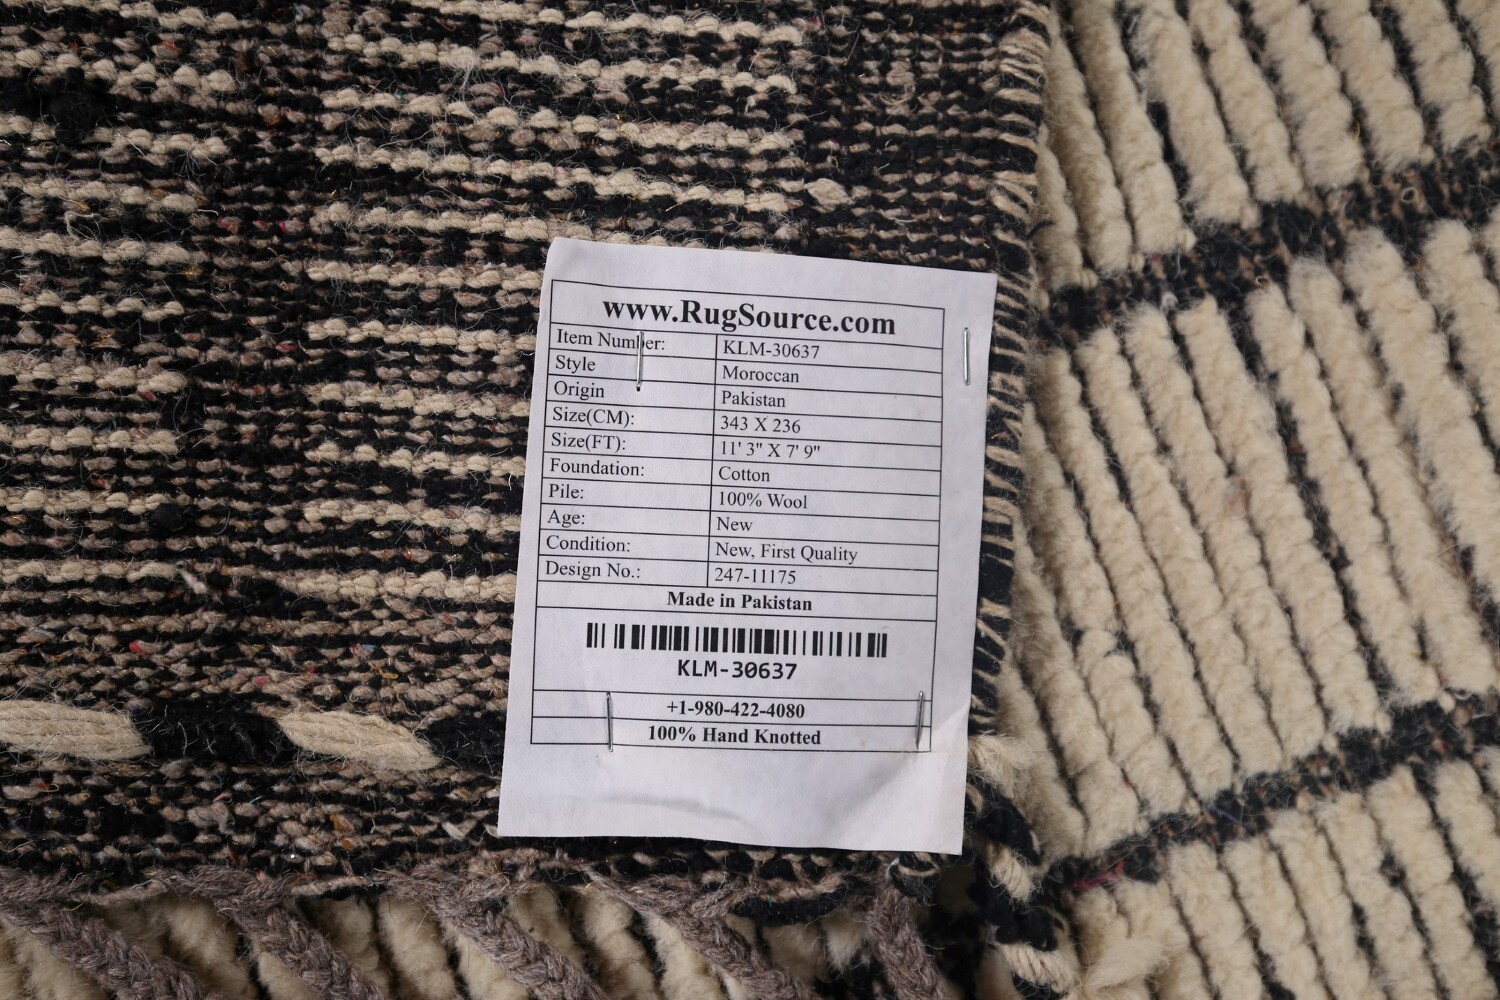 www.RugSource.com
Item Number: KLM-30637
Style Moroccan
Origin Pakistan
Size(CM): 343 X 236
Size(FT): 11' 3" X 7' 9"
Foundation: Cotton
Pile: 100% Wool
Age: New
Condition: New, First Quality
Design No.: 247-11175
Made in Pakistan
KLM-30637
+1-980-422-4080
100% Hand Knotted